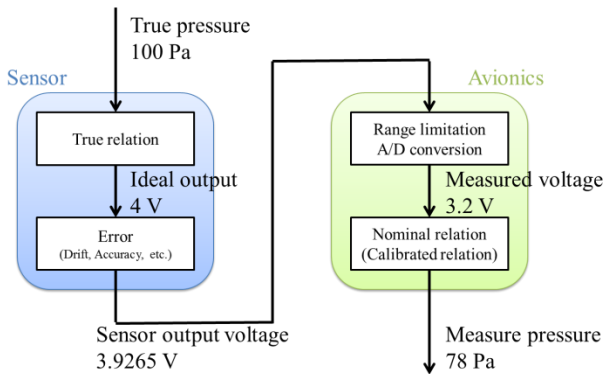 True pressure
100 Pa
Sensor
True relation
Ideal output
4 V
Error
(Drift, Accuracy, etc.)
Sensor output voltage
3.9265 V
Avionics
Range limitation
A/D conversion
Measured voltage
3.2 V
Nominal relation
(Calibrated relation)
Measure pressure
78 Pa